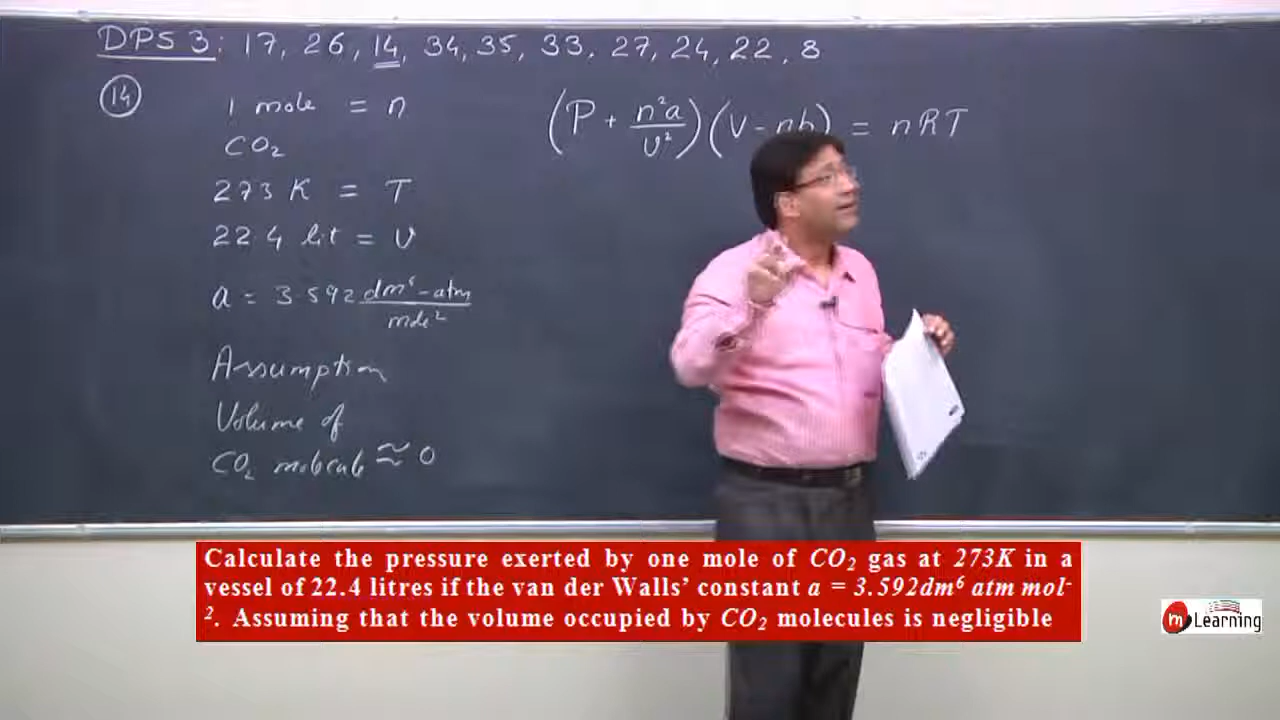 DPS 3: 17, 26, 14, 34, 35, 33, 27, 24, 22, 8
14
1 mole = n
CO₂
273 K = T
22.4 lit = V
a = 3.592 dm⁶-atm / mole²
Assumption
Volume of
CO₂ molecule ≈ 0
(P + n²a/V²)(V - nb) = nRT
Calculate the pressure exerted by one mole of CO₂ gas at 273K in a
vessel of 22.4 litres if the van der Walls’ constant a = 3.592dm⁶ atm mol⁻
². Assuming that the volume occupied by CO₂ molecules is negligible
m Learning